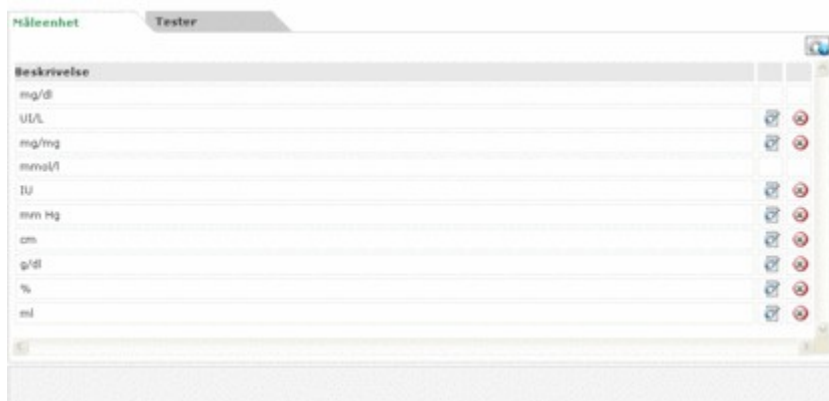 Måleenhet Tester
Beskrivelse
mg/dl
UI/L
mg/mg
mmol/l
IU
mm Hg
cm
g/dl
%
ml